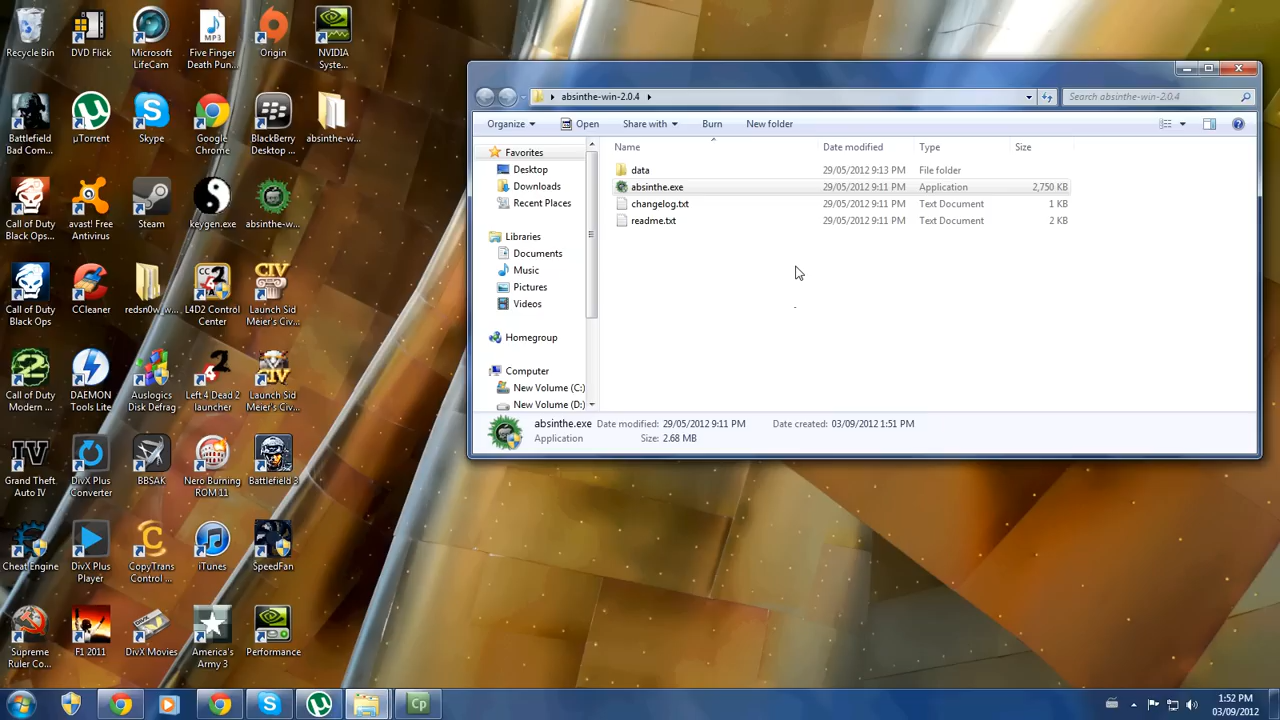 Recycle Bin
DVD Flick
Microsoft
LifeCam
MP3
Five Finger
Death Pun...
Origin
NVIDIA
Syste...
Battlefield
Bad Com...
µTorrent
Skype
Google
Chrome
BlackBerry
Desktop ...
absinthe-w...
Call of Duty
Black Ops...
avast! Free
Antivirus
Steam
keygen.exe
absinthe-w...
Call of Duty
Black Ops
CCleaner
redsn0w_w...
L4D2 Control
Center
CIV
Launch Sid
Meier's Civ...
Call of Duty
Modern ...
DAEMON
Tools Lite
Auslogics
Disk Defrag
Left 4 Dead 2
launcher
CIV
Launch Sid
Meier's Civ...
IV
Grand Theft
Auto IV
DivX Plus
Converter
BBSAK
Nero Burning
ROM 11
Battlefield 3
Cheat Engine
DivX Plus
Player
CopyTrans
Control ...
iTunes
SpeedFan
Supreme
Ruler Co...
F1 2011
DivX Movies
America's
Army 3
Performance
absinthe-win-2.0.4
Search absinthe-win-2.0.4
Organize Open Share with Burn New folder
Name Date modified Type Size
Favorites
Desktop
Downloads
Recent Places
Libraries
Documents
Music
Pictures
Videos
Homegroup
Computer
New Volume (C:)
New Volume (D:)
data 29/05/2012 9:13 PM File folder
absinthe.exe 29/05/2012 9:11 PM Application 2,750 KB
changelog.txt 29/05/2012 9:11 PM Text Document 1 KB
readme.txt 29/05/2012 9:11 PM Text Document 2 KB
absinthe.exe Date modified: 29/05/2012 9:11 PM Date created: 03/09/2012 1:51 PM
Application Size: 2.68 MB
Cp
1:52 PM
03/09/2012